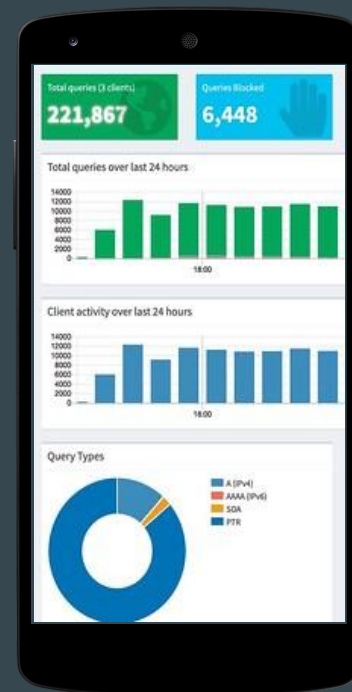 Total queries (3 clients)
221,867
Queries Blocked
6,448
Total queries over last 24 hours
14000
12000
10000
8000
6000
4000
2000
0
18:00
Client activity over last 24 hours
14000
12000
10000
8000
6000
4000
2000
0
18:00
Query Types
A (IPv4)
AAAA (IPv6)
SOA
PTR